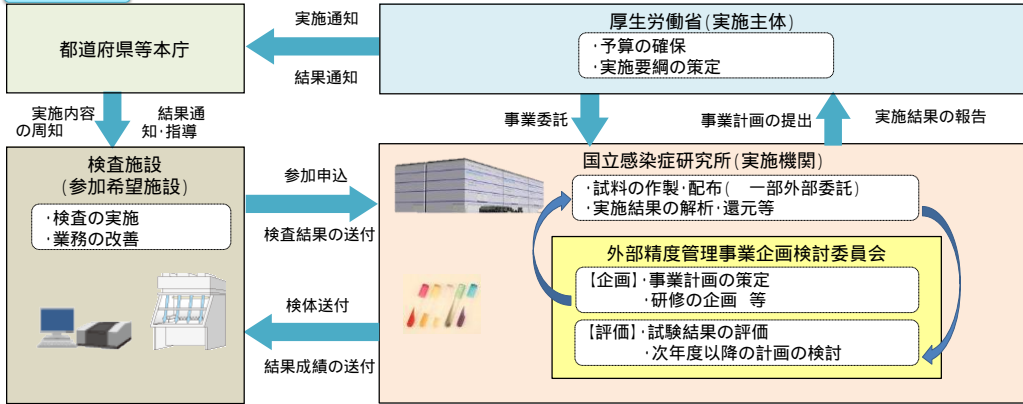 実施通知
厚生労働省(実施主体)
・予算の確保
・実施要綱の策定
都道府県等本庁
結果通知
実施内容
の周知
結果通
知・指導
事業委託
事業計画の提出
実施結果の報告
検査施設
(参加希望施設)
・検査の実施
・業務の改善
参加申込
検査結果の送付
検体送付
結果成績の送付
国立感染症研究所(実施機関)
・試料の作製・配布( 一部外部委託)
・実施結果の解析・還元等
外部精度管理事業企画検討委員会
【企画】・事業計画の策定
・研修の企画 等
【評価】・試験結果の評価
・次年度以降の計画の検討